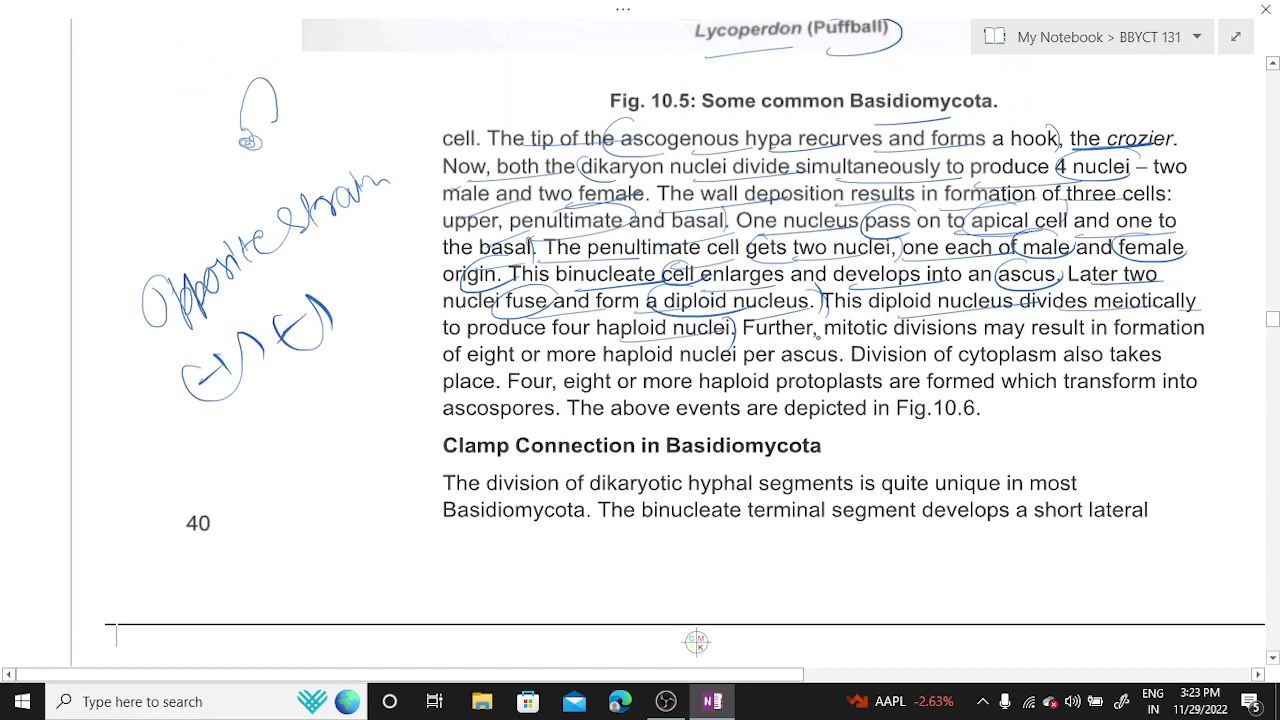 ...
Lycoperdon (Puffball)
My Notebook > BBYCT 131
Fig. 10.5: Some common Basidiomycota.
cell. The tip of the ascogenous hypa recurves and forms a hook, the crozier.
Now, both the dikaryon nuclei divide simultaneously to produce 4 nuclei – two
male and two female. The wall deposition results in formation of three cells:
upper, penultimate and basal. One nucleus pass on to apical cell and one to
the basal. The penultimate cell gets two nuclei, one each of male and female
origin. This binucleate cell enlarges and develops into an ascus. Later two
nuclei fuse and form a diploid nucleus. This diploid nucleus divides meiotically
to produce four haploid nuclei. Further, mitotic divisions may result in formation
of eight or more haploid nuclei per ascus. Division of cytoplasm also takes
place. Four, eight or more haploid protoplasts are formed which transform into
ascospores. The above events are depicted in Fig.10.6.
Opposite strain
Clamp Connection in Basidiomycota
The division of dikaryotic hyphal segments is quite unique in most
Basidiomycota. The binucleate terminal segment develops a short lateral
40
C M
Y K
Type here to search
AAPL -2.63%
ENG
IN
3:23 PM
11/29/2022
5